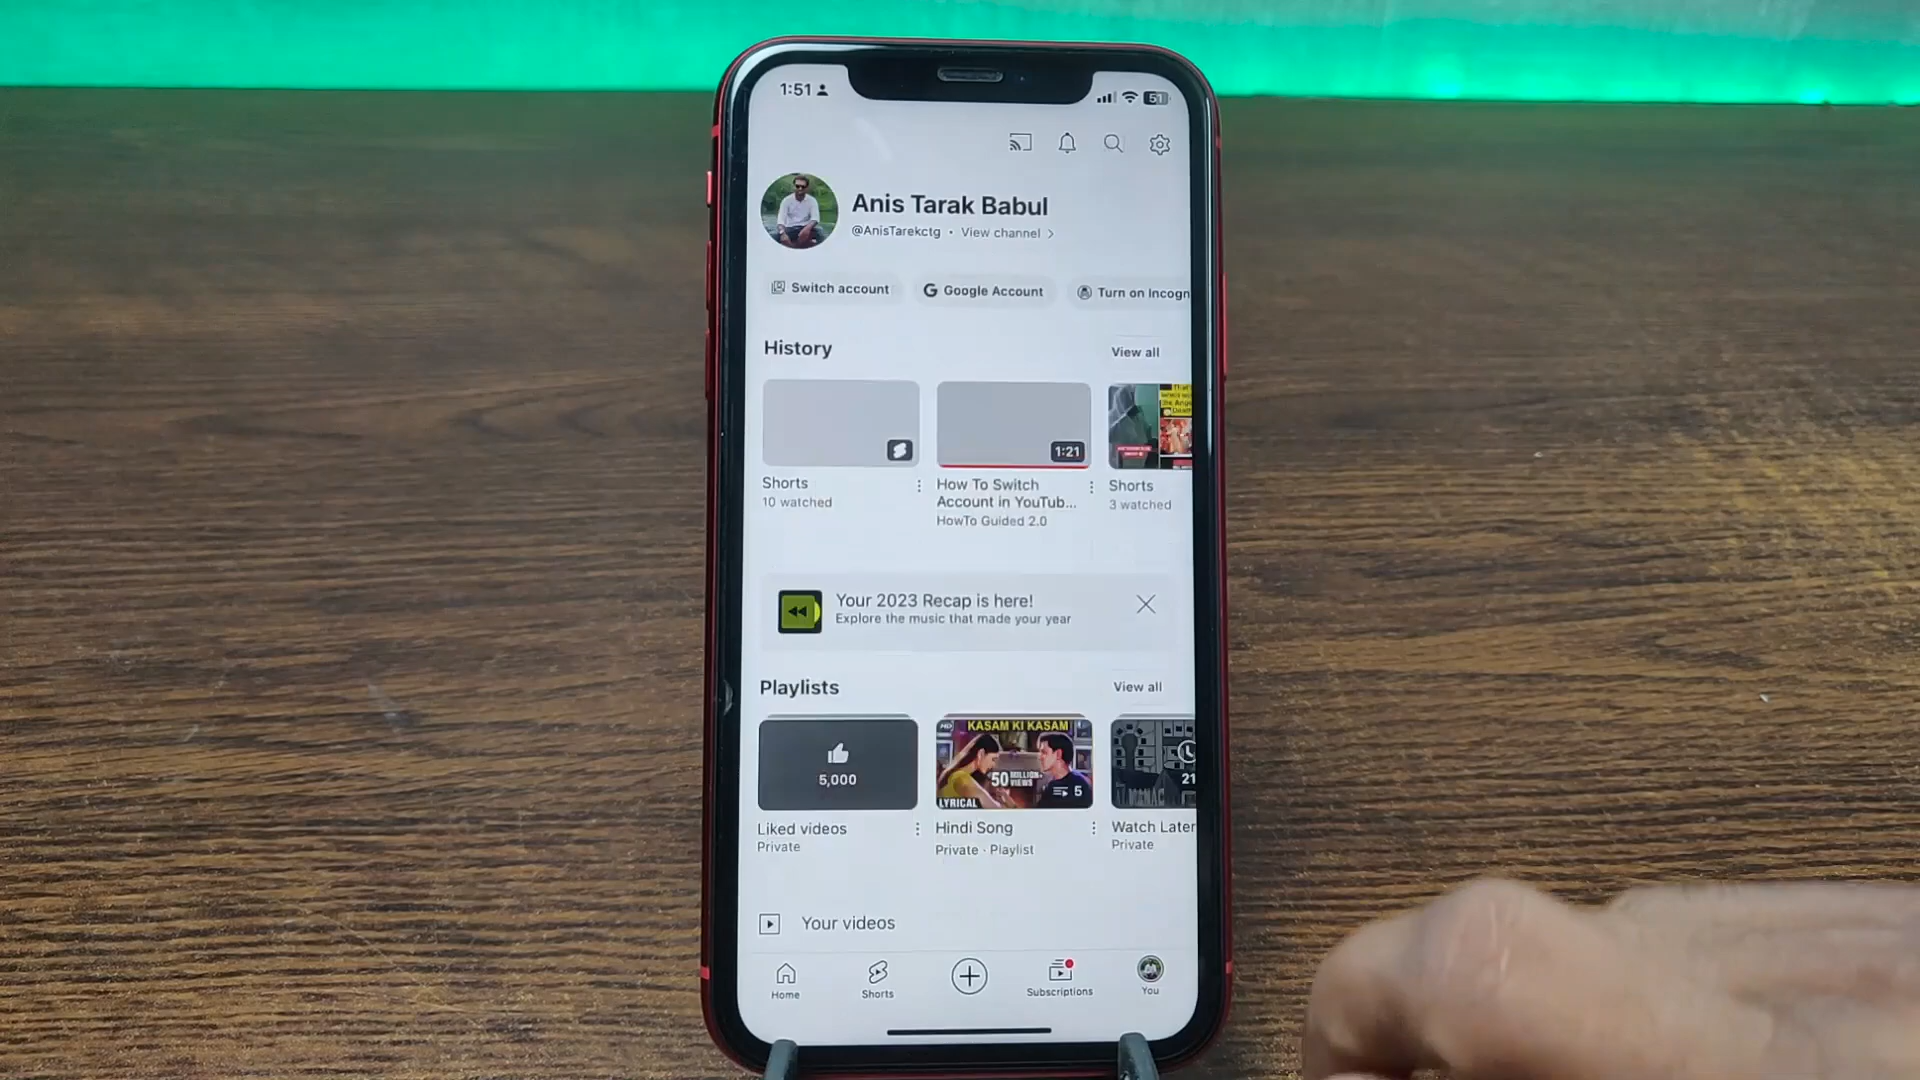 1:51
51
Anis Tarak Babul
@AnisTarekctg • View channel >
Switch account
Google Account
Turn on Incogn
History
View all
1:21
Shorts
10 watched
How To Switch
Account in YouTub...
HowTo Guided 2.0
Shorts
3 watched
Your 2023 Recap is here!
Explore the music that made your year
Playlists
View all
5,000
HD
KASAM KI KASAM
50 MILLION+
VIEWS
LYRICAL
5
21
Liked videos
Private
Hindi Song
Private · Playlist
Watch Later
Private
Your videos
Home
Shorts
Subscriptions
You